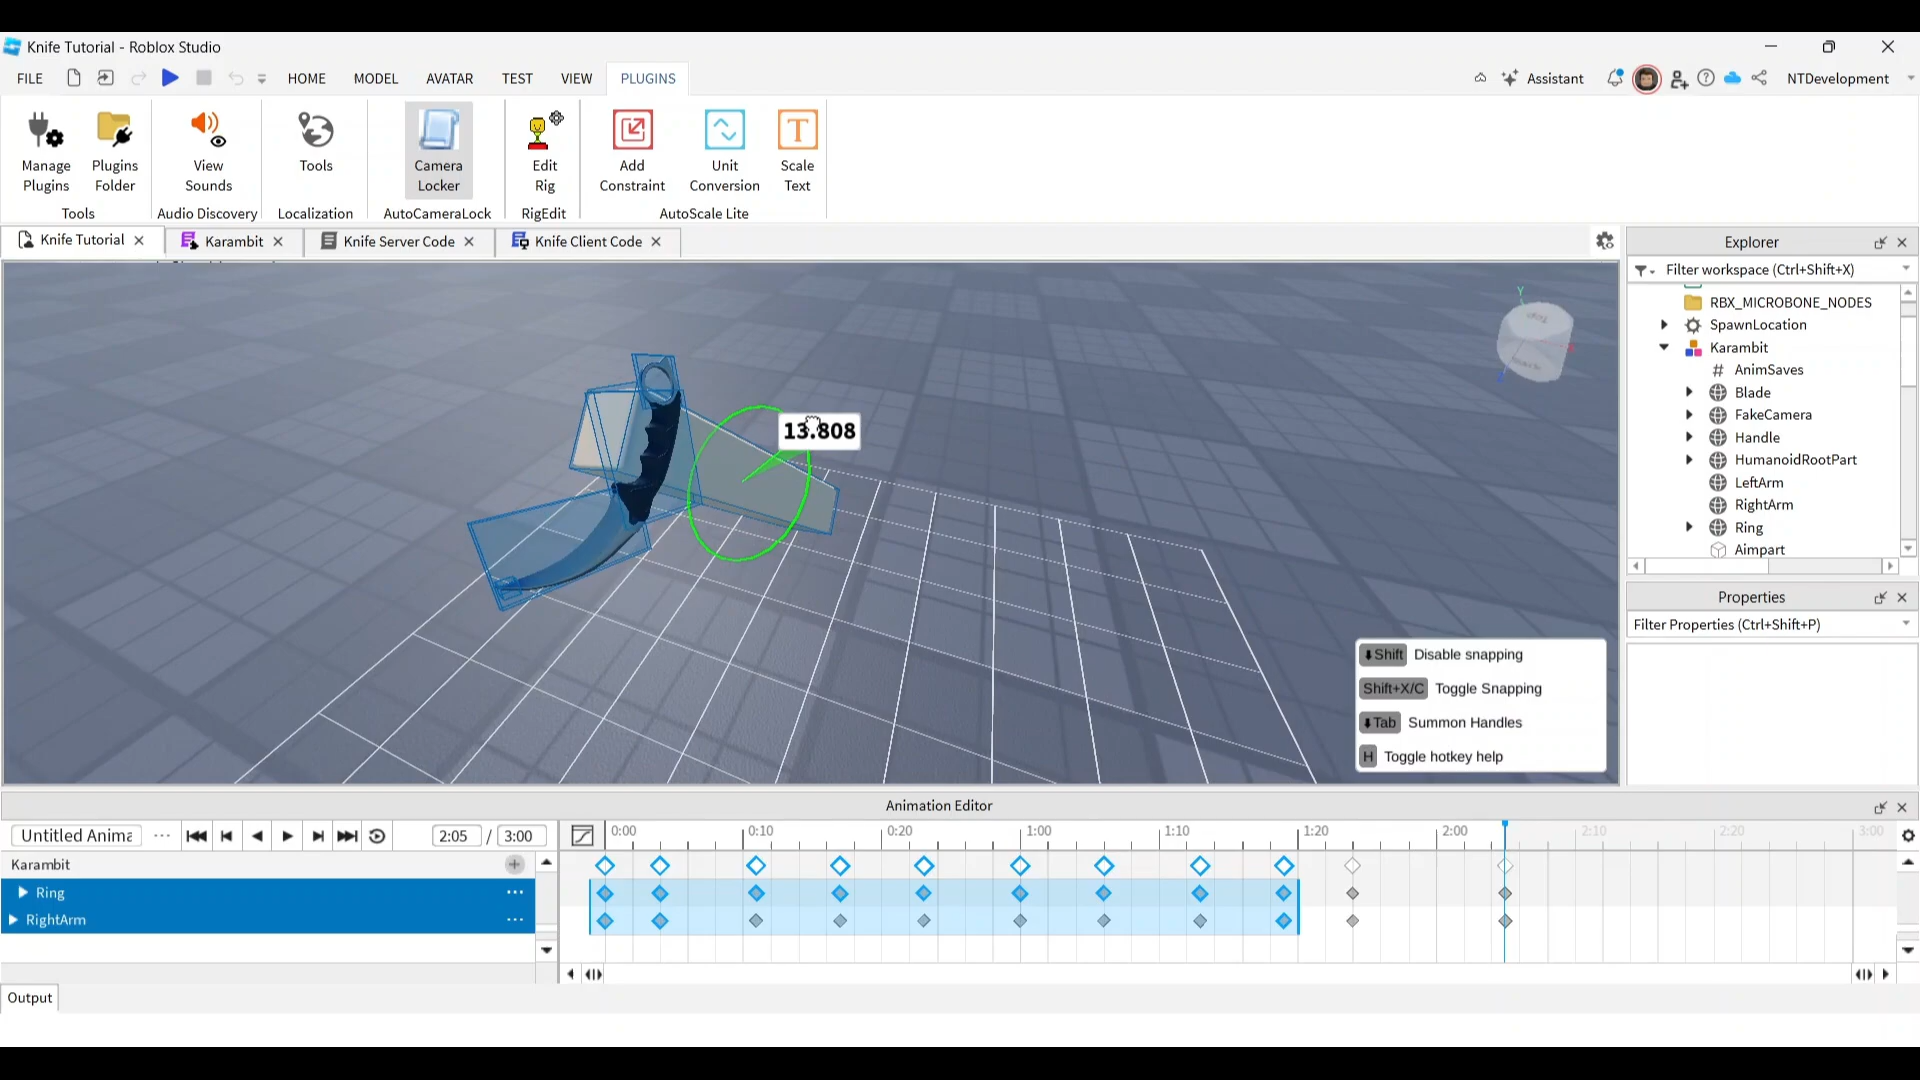 Knife Tutorial - Roblox Studio
FILE HOME MODEL AVATAR TEST VIEW PLUGINS Assistant NTDevelopment
Manage Plugins
Plugins Folder
Tools
View Sounds
Audio Discovery
Tools
Localization
Camera Locker
AutoCameraLock
Edit Rig
RigEdit
Add Constraint
Unit Conversion
Scale Text
AutoScale Lite
Knife Tutorial Karambit Knife Server Code Knife Client Code
Explorer
Filter workspace (Ctrl+Shift+X)
RBX_MICROBONE_NODES
SpawnLocation
Karambit
AnimSaves
Blade
FakeCamera
Handle
HumanoidRootPart
LeftArm
RightArm
Ring
Aimpart
Y
Top
13.808
Shift Disable snapping
Shift+X/C Toggle Snapping
Tab Summon Handles
H Toggle hotkey help
Properties
Filter Properties (Ctrl+Shift+P)
Animation Editor
Untitled Anima ... 2:05 / 3:00
0:00 0:10 0:20 1:00 1:10 1:20 2:00 2:10 2:20 3:00
Karambit
Ring
RightArm
Output